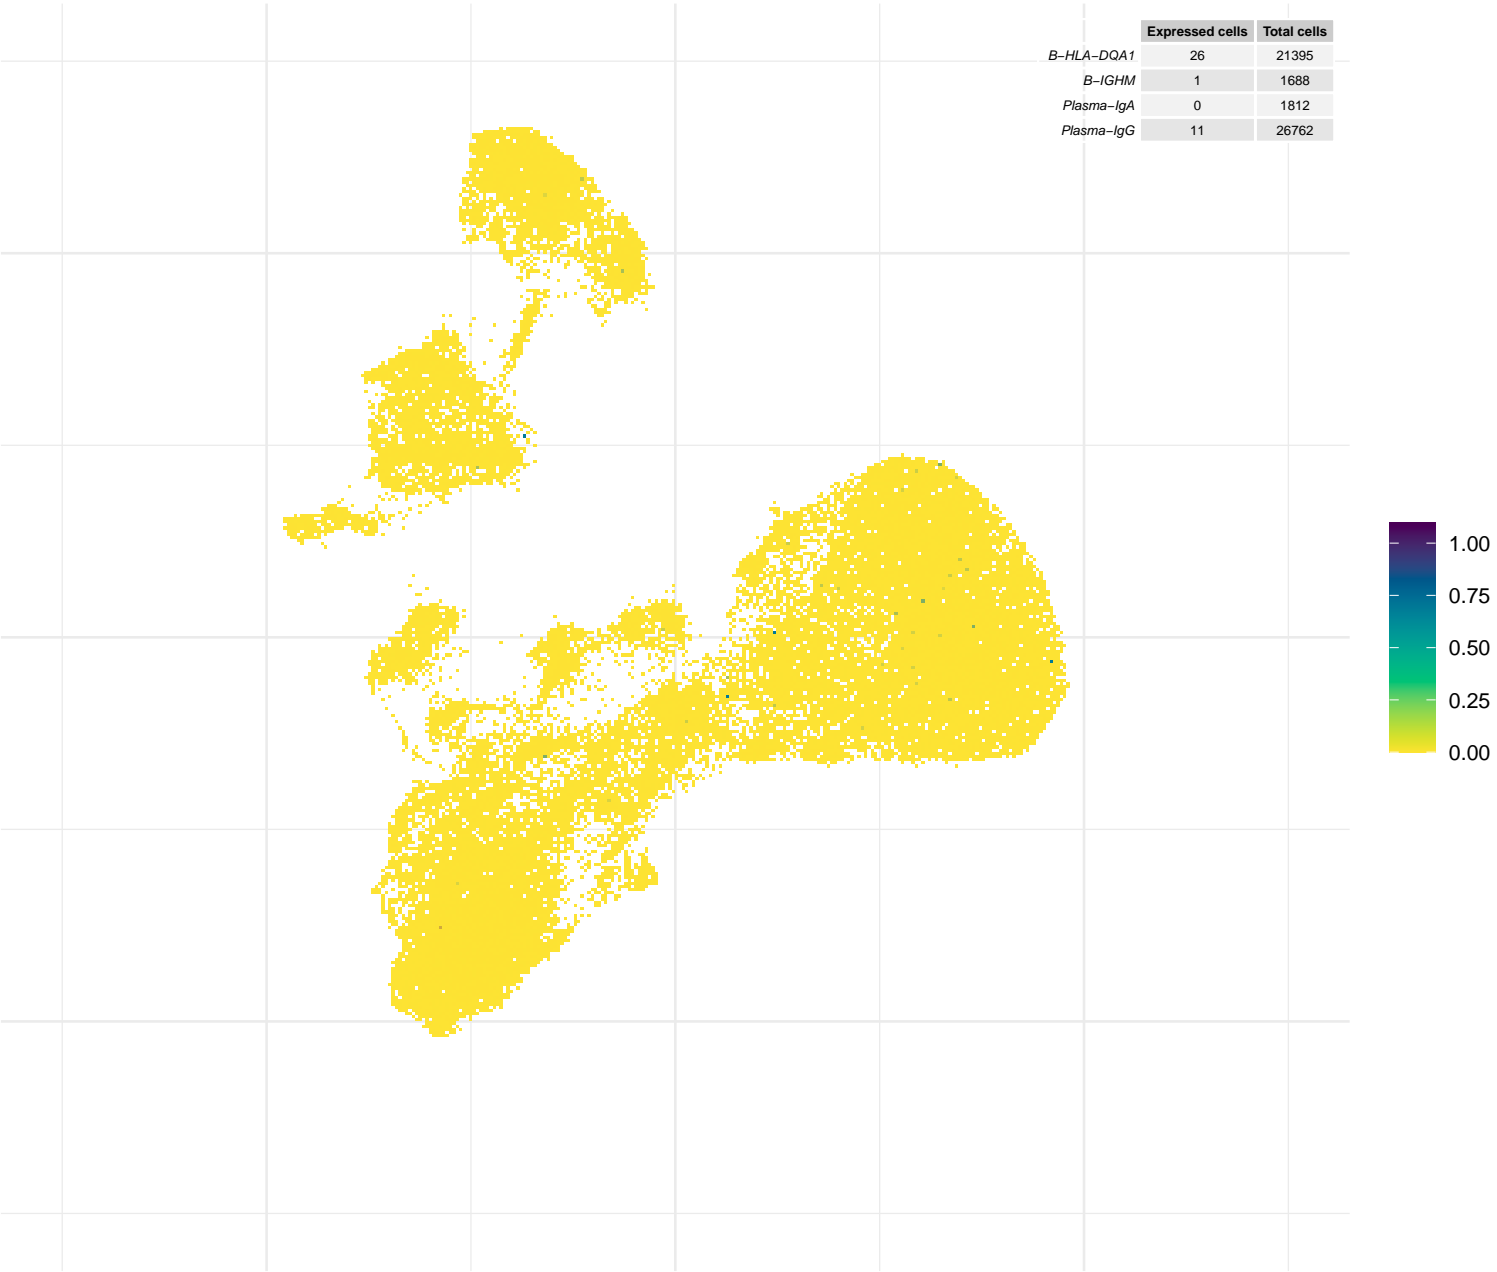 Expressed cells Total cells
B−HLA−DQA1 26 21395
B−IGHM 1 1688
Plasma−IgA 0 1812
Plasma−IgG 11 26762
1.00
0.75
0.50
0.25
0.00